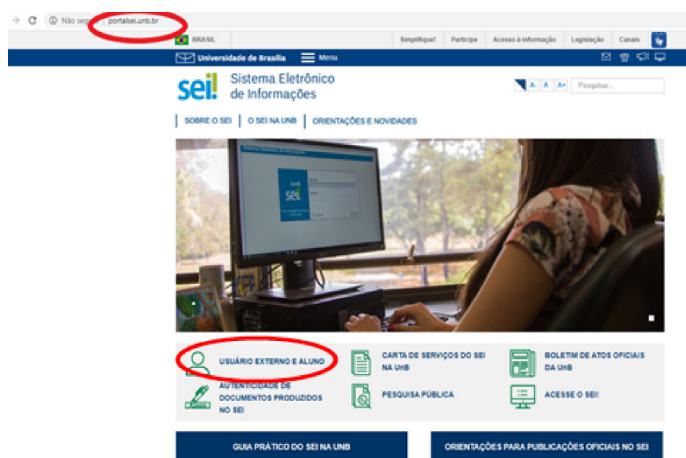 Não seg portalsei.unb.br
BRASIL Simplifique! Participe Acesso à informação Legislação Canais
Universidade de Brasília Menu
sei! Sistema Eletrônico
de Informações
A- A A+ Pesquisar...
SOBRE O SEI O SEI NA UNB ORIENTAÇÕES E NOVIDADES
sei!
USUÁRIO EXTERNO E ALUNO
CARTA DE SERVIÇOS DO SEI
NA UnB
BOLETIM DE ATOS OFICIAIS
DA UnB
AUTENTICIDADE DE
DOCUMENTOS PRODUZIDOS
NO SEI
PESQUISA PÚBLICA
ACESSE O SEI!
GUIA PRÁTICO DO SEI NA UNB
ORIENTAÇÕES PARA PUBLICAÇÕES OFICIAIS NO SEI